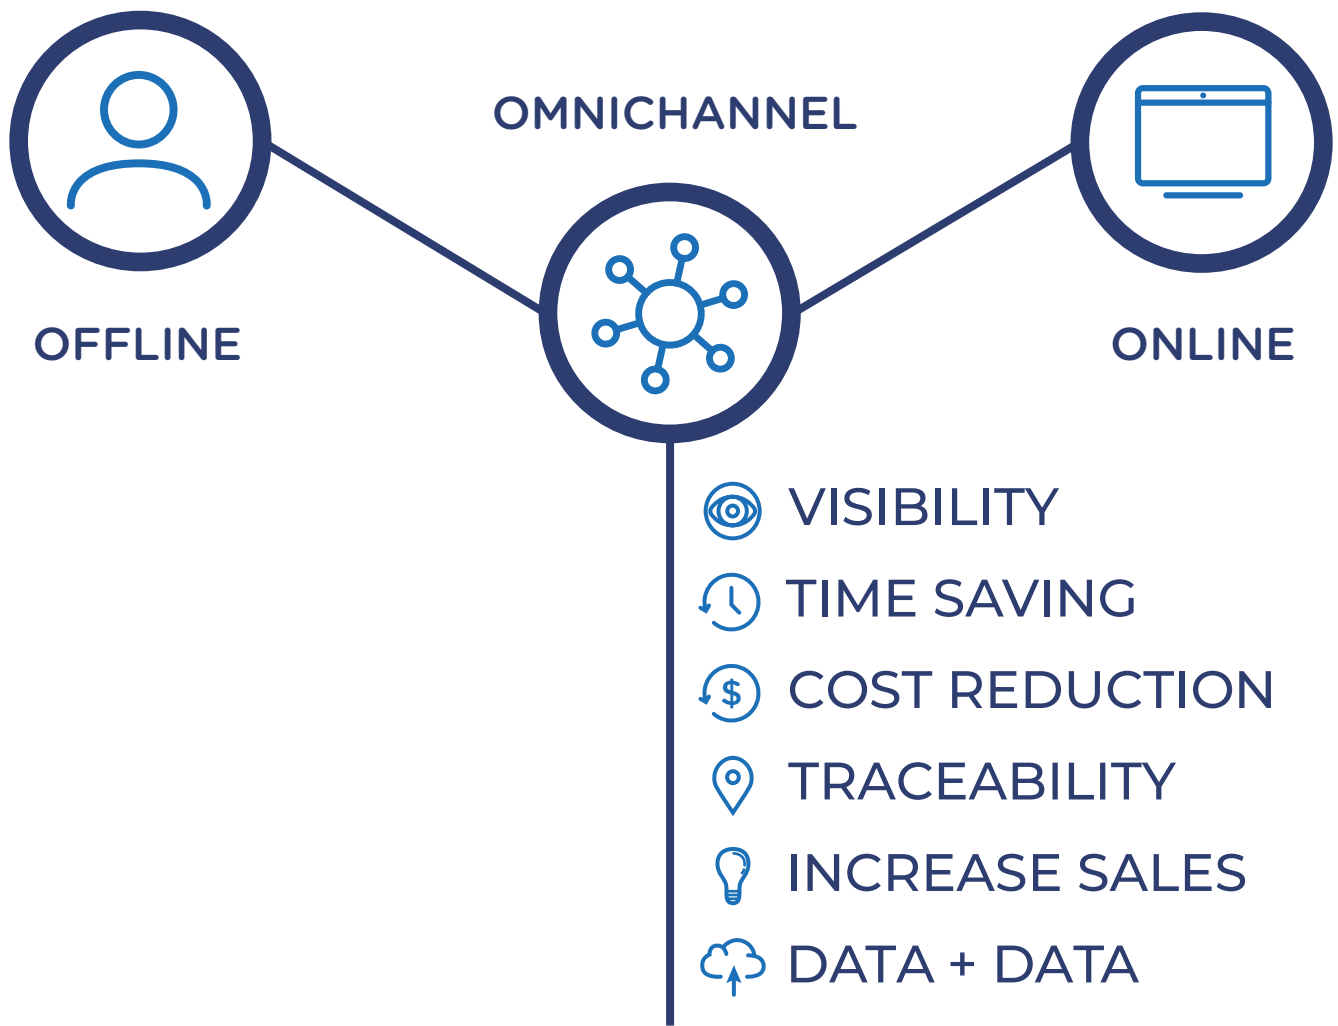 OMNICHANNEL
OFFLINE
ONLINE
VISIBILITY
TIME SAVING
$ COST REDUCTION
TRACEABILITY
INCREASE SALES
DATA + DATA